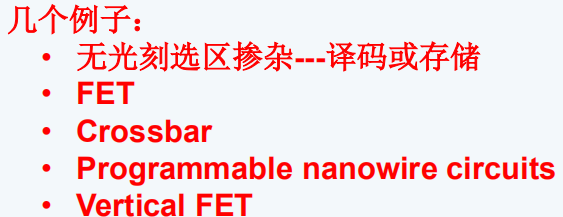 几个例子：
• 无光刻选区掺杂---译码或存储
• FET
• Crossbar
• Programmable nanowire circuits
• Vertical FET